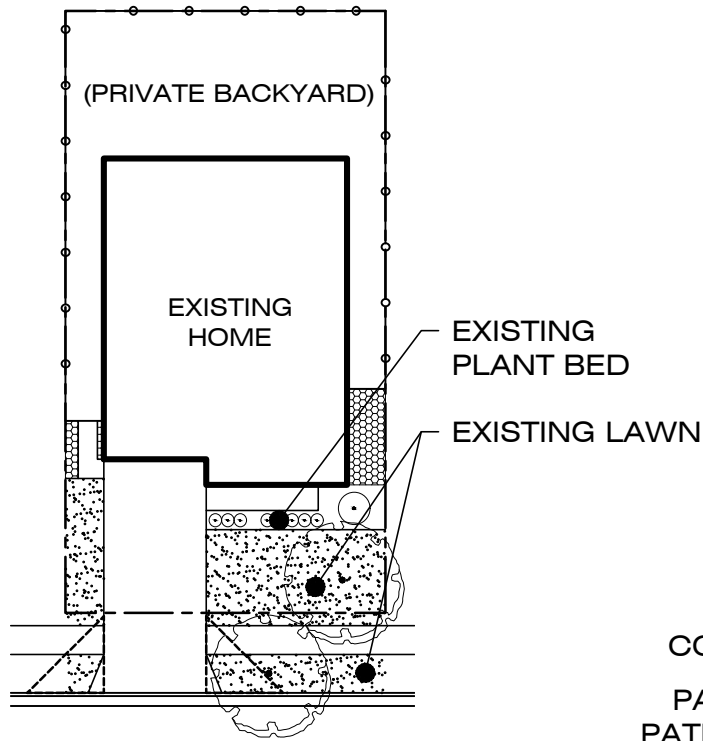 (PRIVATE BACKYARD)
EXISTING
HOME
EXISTING
PLANT BED
EXISTING LAWN